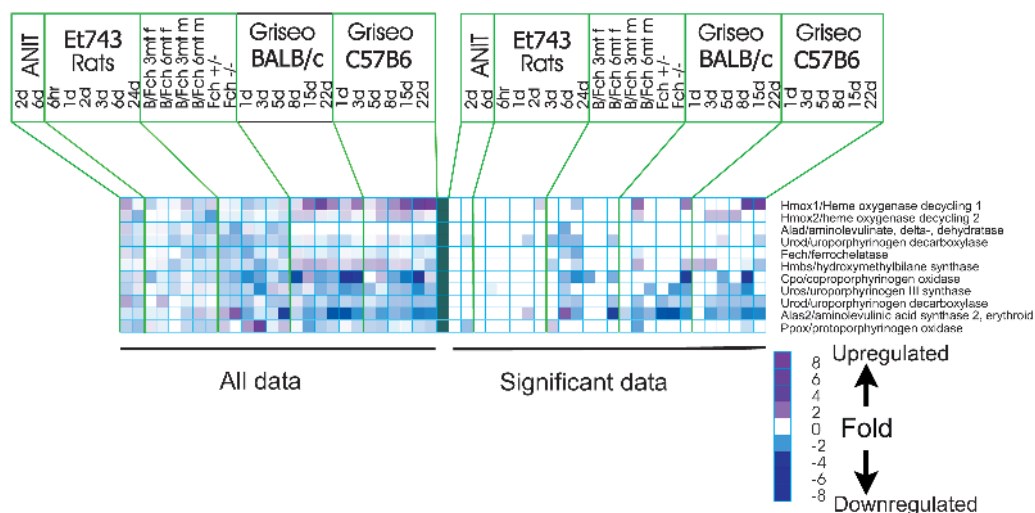 ANIT
Et743
Rats
Griseo
BALB/c
Griseo
C57B6
2d
6d
6hr
1d
2d
3d
6d
24d
B/Fch 3mt f
B/Fch 6mt f
B/Fch 3mt m
B/Fch 6mt m
Fch +/-
Fch -/-
1d
3d
5d
8d
15d
22d
1d
3d
5d
8d
15d
22d
ANIT
Et743
Rats
Griseo
BALB/c
Griseo
C57B6
2d
6d
6hr
1d
2d
3d
6d
24d
B/Fch 3mt f
B/Fch 6mt f
B/Fch 3mt m
B/Fch 6mt m
Fch +/-
Fch -/-
1d
3d
5d
8d
15d
22d
1d
3d
5d
8d
15d
22d
Hmox1/Heme oxygenase decycling 1
Hmox2/heme oxygenase decycling 2
Alad/aminolevulinate, delta-, dehydratase
Urod/uroporphyrinogen decarboxylase
Fech/ferrochelatase
Hmbs/hydroxymethylbilane synthase
Cpo/coproporphyrinogen oxidase
Uros/uroporphyrinogen III synthase
Urod/uroporphyrinogen decarboxylase
Alas2/aminolevulinic acid synthase 2, erythroid
Ppox/protoporphyrinogen oxidase
All data
Significant data
8
6
4
2
0
-2
-4
-6
-8
Upregulated
Fold
Downregulated